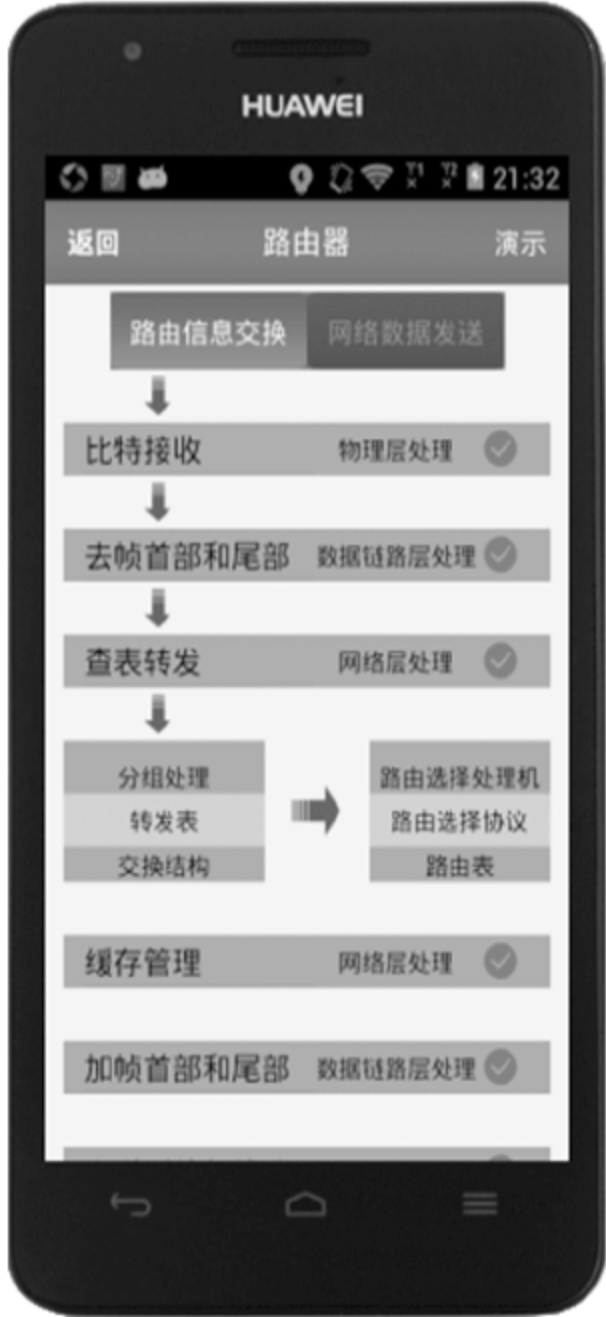 HUAWEI
21:32
返回 路由器 演示
路由信息交换 网络数据发送
比特接收 物理层处理
去帧首部和尾部 数据链路层处理
查表转发 网络层处理
分组处理 路由选择处理机
转发表 路由选择协议
交换结构 路由表
缓存管理 网络层处理
加帧首部和尾部 数据链路层处理